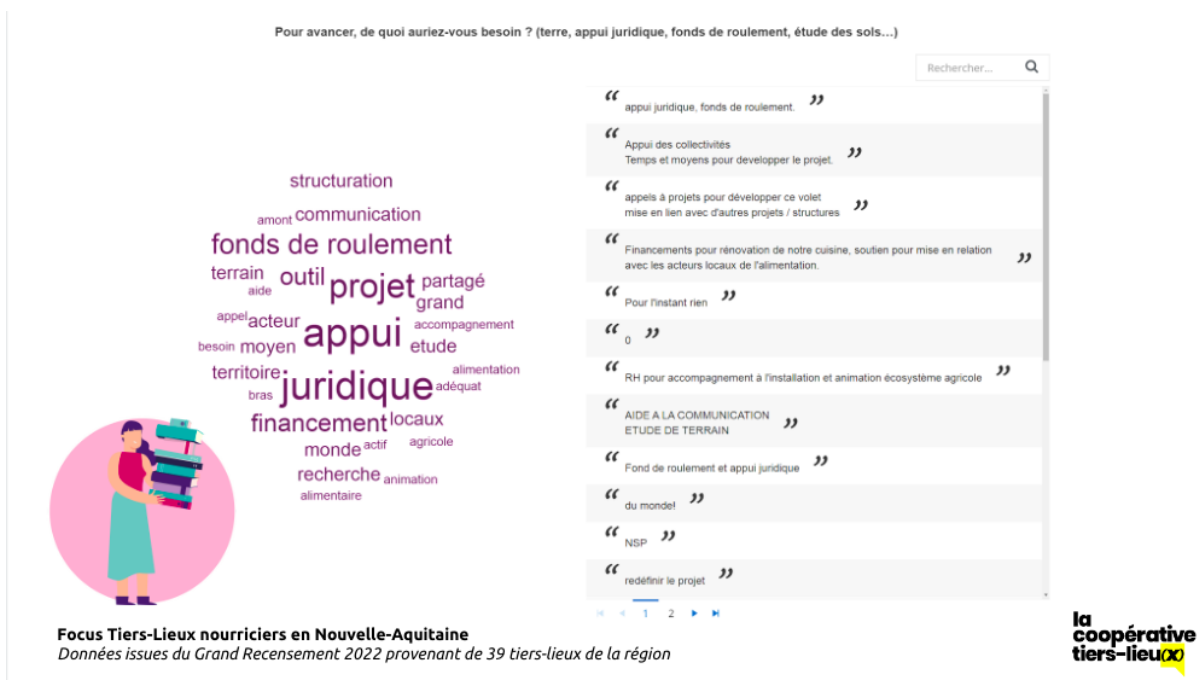 Pour avancer, de quoi auriez-vous besoin ? (terre, appui juridique, fonds de roulement, étude des sols...)
Rechercher...
structuration
amont communication
fonds de roulement
terrain outil projet partagé
aide grand
appel acteur appui accompagnement
besoin moyen etude
territoire juridique alimentation
bras adéquat
financement locaux
monde actif agricole
recherche animation
alimentaire
“ appui juridique, fonds de roulement. ”
“ Appui des collectivités
Temps et moyens pour developper le projet. ”
“ appels à projets pour développer ce volet
mise en lien avec d'autres projets / structures ”
“ Financements pour rénovation de notre cuisine, soutien pour mise en relation
avec les acteurs locaux de l'alimentation. ”
“ Pour l'instant rien ”
“ 0 ”
“ RH pour accompagnement à l'installation et animation écosystème agricole ”
“ AIDE A LA COMMUNICATION
ETUDE DE TERRAIN ”
“ Fond de roulement et appui juridique ”
“ du monde! ”
“ NSP ”
“ redéfinir le projet ”
1 2
Focus Tiers-Lieux nourriciers en Nouvelle-Aquitaine
Données issues du Grand Recensement 2022 provenant de 39 tiers-lieux de la région
la
coopérative
tiers-lieu(x)